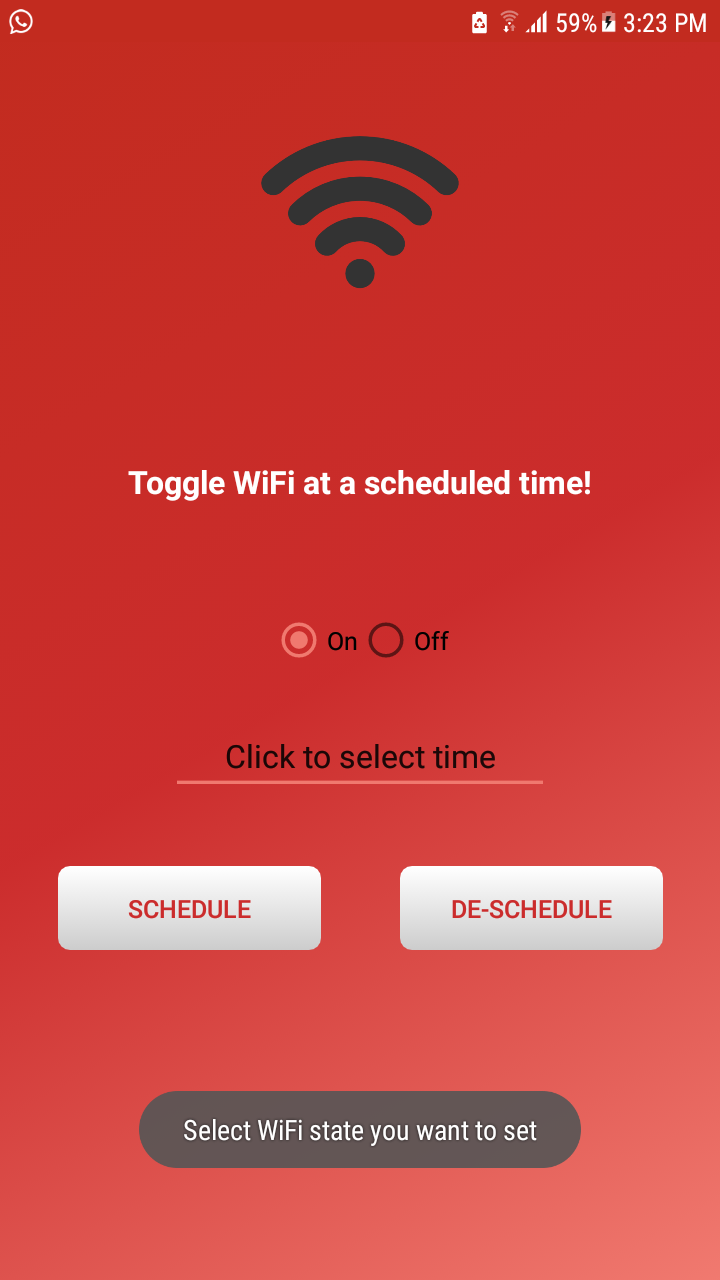 59% 3:23 PM
Toggle WiFi at a scheduled time!
On Off
Click to select time
SCHEDULE DE-SCHEDULE
Select WiFi state you want to set